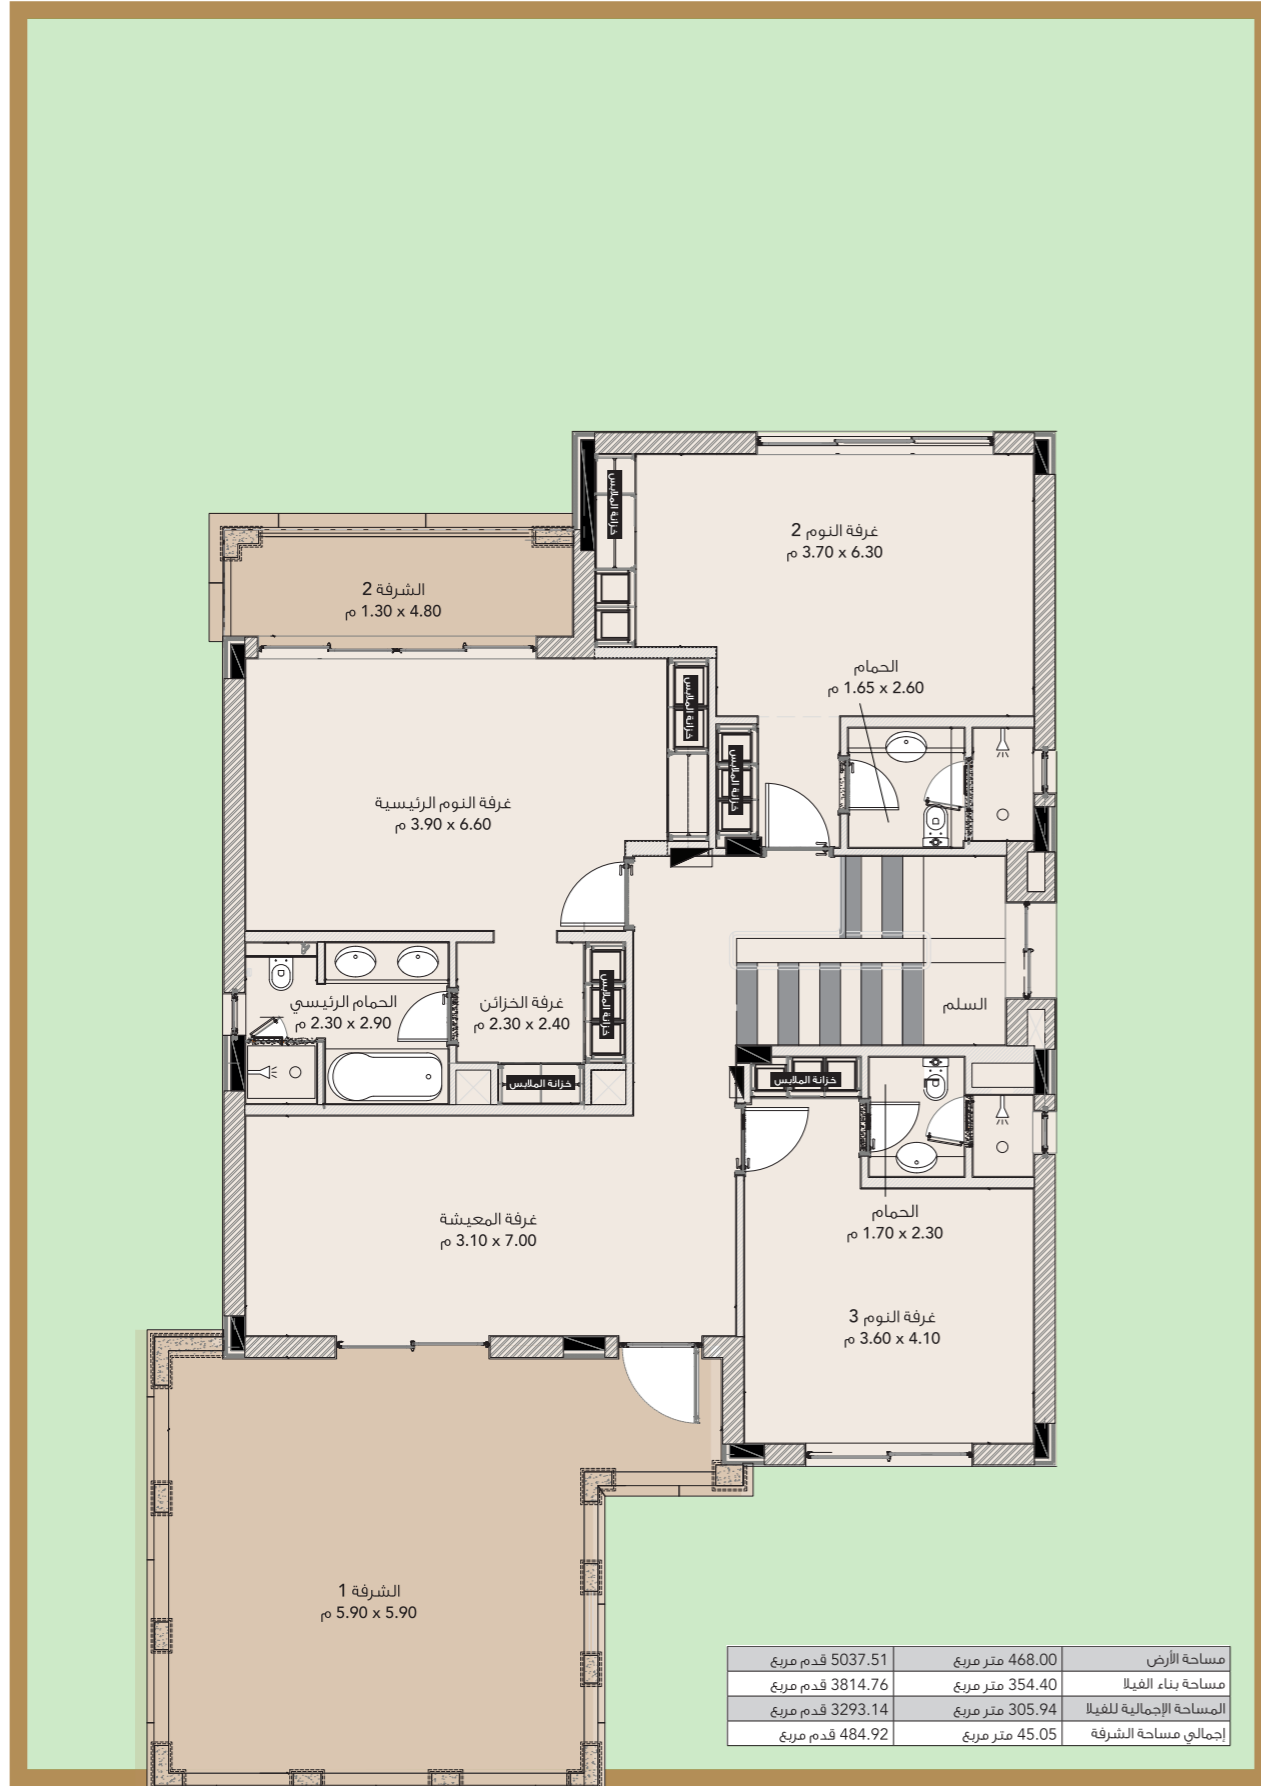 خزانة الملابس
غرفة النوم 2
3.70 x 6.30 م
الشرفة 2
1.30 x 4.80 م
الحمام
1.65 x 2.60 م
خزانة الملابس
خزانة الملابس
غرفة النوم الرئيسية
3.90 x 6.60 م
الحمام الرئيسي
2.30 x 2.90 م
غرفة الخزائن
2.30 x 2.40 م
خزانة الملابس
السلم
خزانة الملابس
خزانة الملابس
غرفة المعيشة
3.10 x 7.00 م
الحمام
1.70 x 2.30 م
غرفة النوم 3
3.60 x 4.10 م
الشرفة 1
5.90 x 5.90 م
مساحة الأرض 468.00 متر مربع 5037.51 قدم مربع
مساحة بناء الفيلا 354.40 متر مربع 3814.76 قدم مربع
المساحة الإجمالية للفيلا 305.94 متر مربع 3293.14 قدم مربع
إجمالي مساحة الشرفة 45.05 متر مربع 484.92 قدم مربع